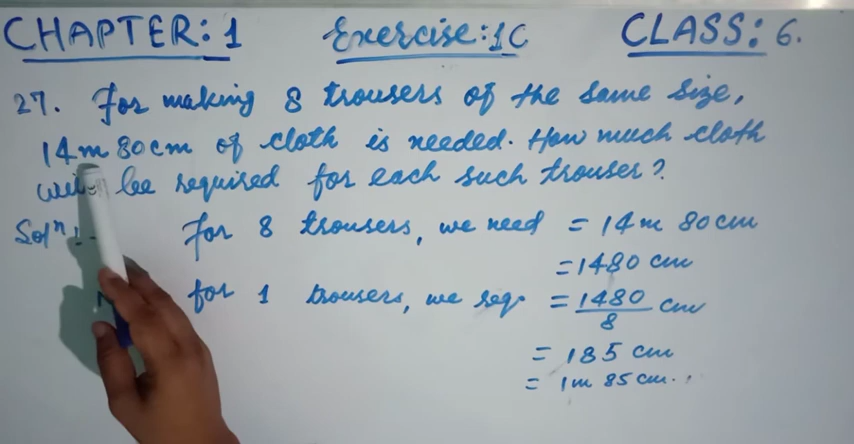 CHAPTER: 1 Exercise: 1C CLASS: 6.
27. For making 8 trousers of the same size,
14m 80cm of cloth is needed. How much cloth
will be required for each such trouser?
Solⁿ:- For 8 trousers, we need = 14m 80cm
= 1480 cm
for 1 trousers, we req. = 1480/8 cm
= 185 cm
= 1m 85 cm.